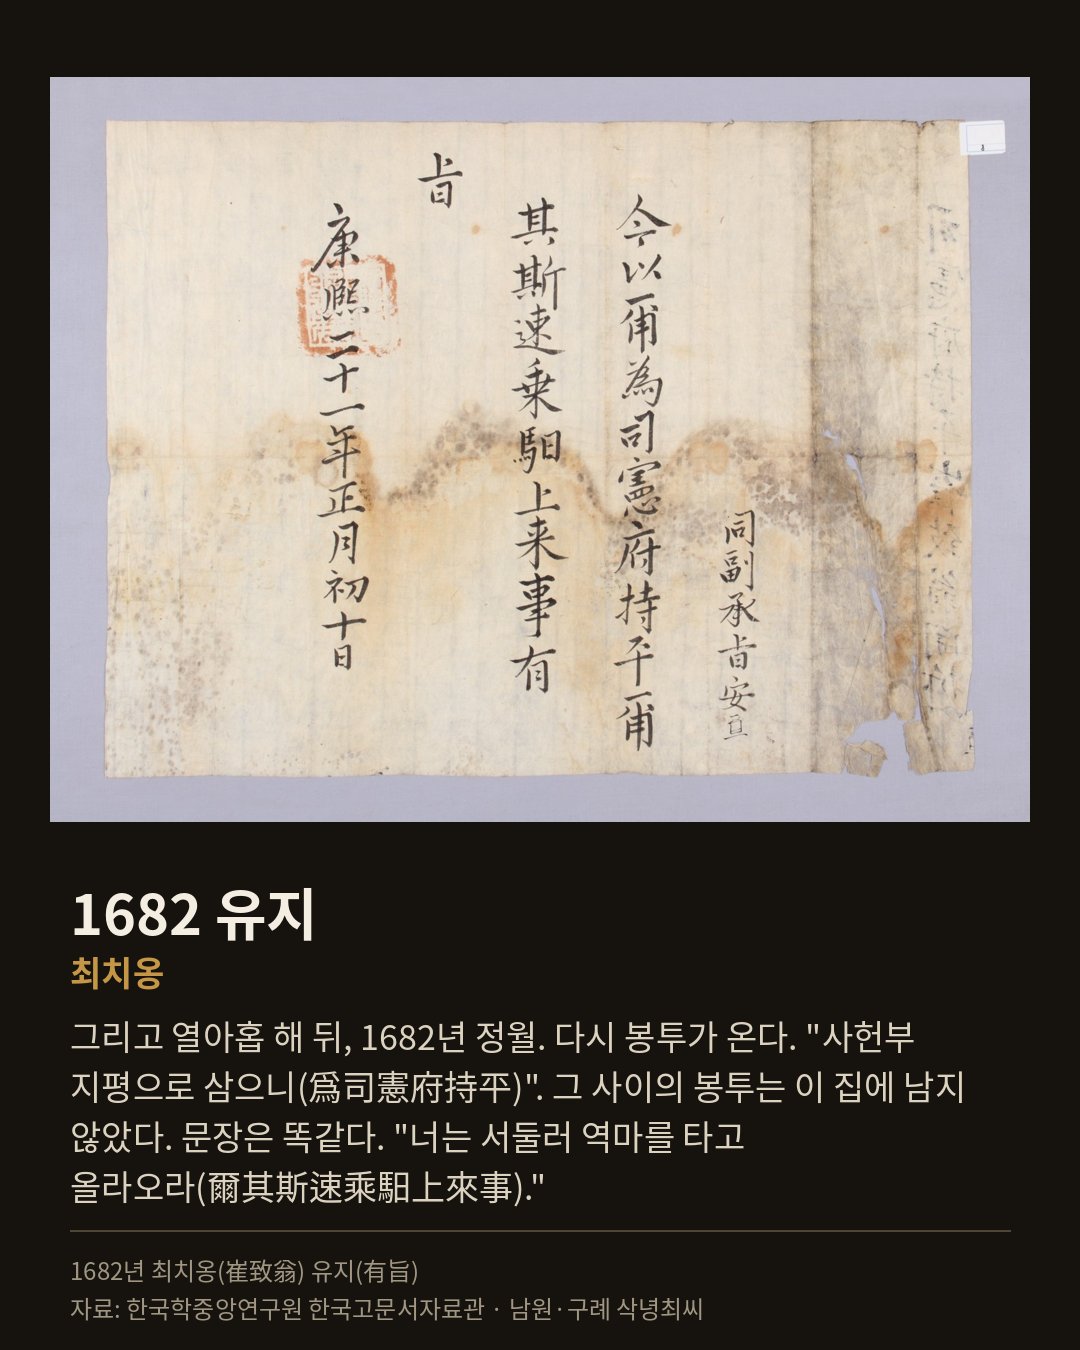 同副承旨安
今以爾為司憲府持平爾
其斯速乗馹上来事有
旨
康熙二十一年正月初十日
1682 유지
최치옹
그리고 열아홉 해 뒤, 1682년 정월. 다시 봉투가 온다. "사헌부
지평으로 삼으니(爲司憲府持平)". 그 사이의 봉투는 이 집에 남지
않았다. 문장은 똑같다. "너는 서둘러 역마를 타고
올라오라(爾其斯速乘馹上來事)."
1682년 최치옹(崔致翁) 유지(有旨)
자료: 한국학중앙연구원 한국고문서자료관 · 남원·구례 삭녕최씨